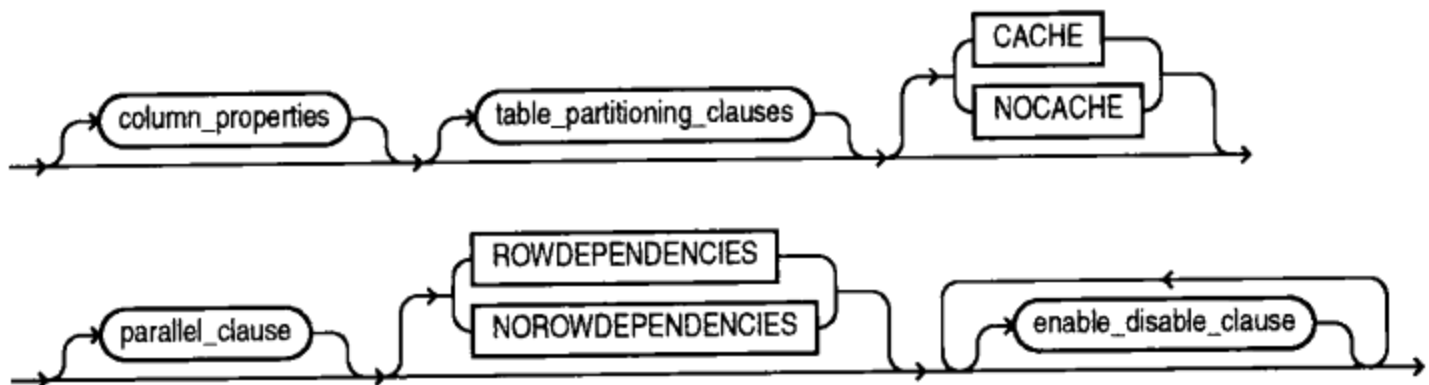 CACHE
column_properties table_partitioning_clauses NOCACHE
ROWDEPENDENCIES
parallel_clause NOROWDEPENDENCIES enable_disable_clause